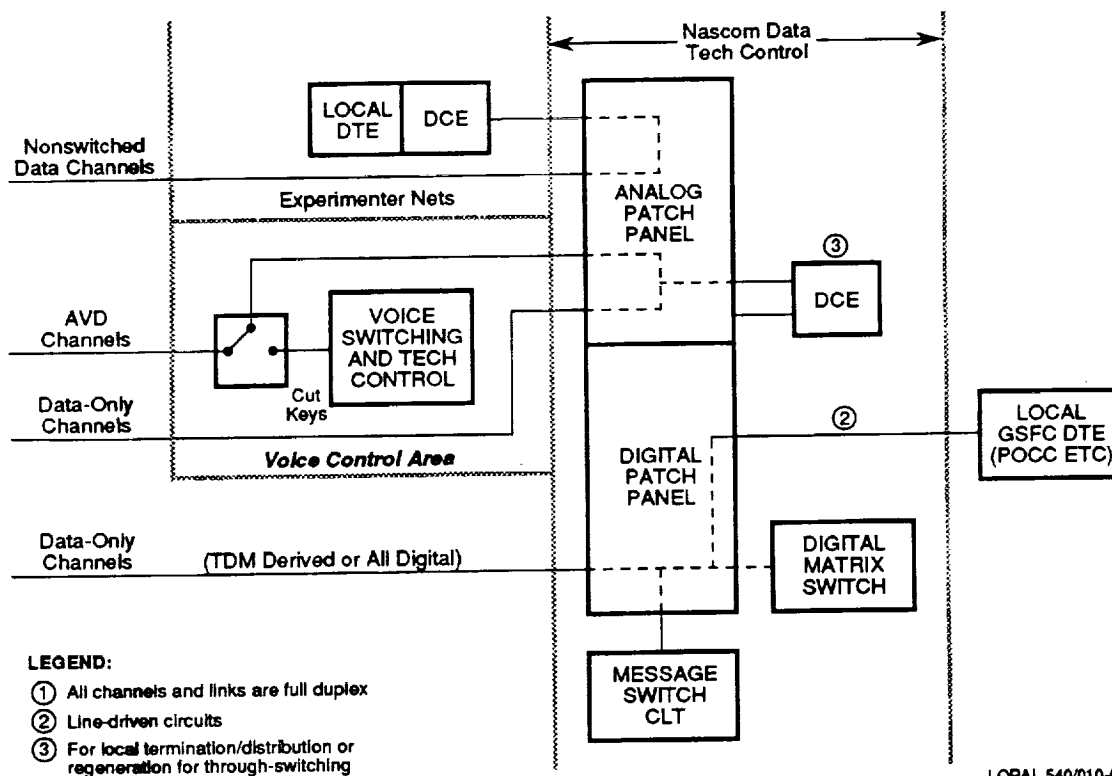 Nascom Data
Tech Control
LOCAL
DTE
DCE
Nonswitched
Data Channels
Experimenter Nets
ANALOG
PATCH
PANEL
③
DCE
AVD
Channels
VOICE
SWITCHING
AND TECH
CONTROL
Cut
Keys
Data-Only
Channels
Voice Control Area
DIGITAL
PATCH
PANEL
②
LOCAL
GSFC DTE
(POCC ETC)
Data-Only
Channels
(TDM Derived or All Digital)
DIGITAL
MATRIX
SWITCH
MESSAGE
SWITCH
CLT
LEGEND:
① All channels and links are full duplex
② Line-driven circuits
③ For local termination/distribution or
regeneration for through-switching
LORAL